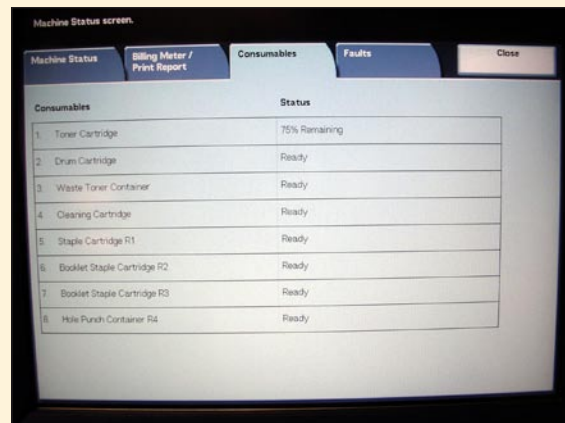 Machine Status screen.
Machine Status
Billing Meter /
Print Report
Consumables
Faults
Close
Consumables Status
1. Toner Cartridge 75% Remaining
2. Drum Cartridge Ready
3. Waste Toner Container Ready
4. Cleaning Cartridge Ready
5. Staple Cartridge R1 Ready
6. Booklet Staple Cartridge R2 Ready
7. Booklet Staple Cartridge R3 Ready
8. Hole Punch Container R4 Ready